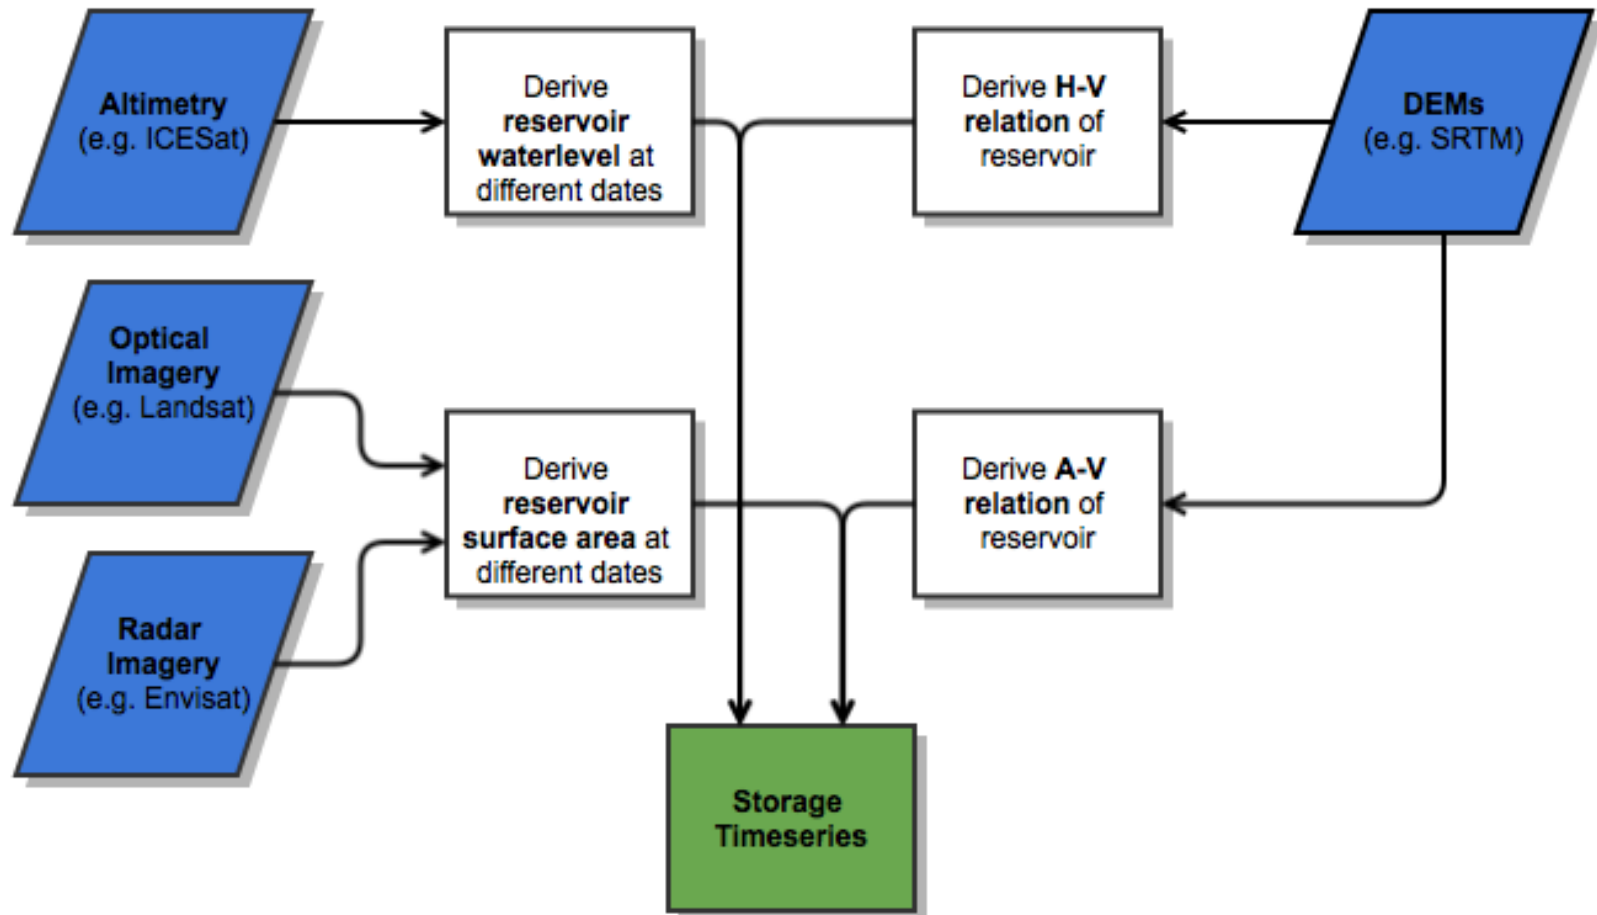 Altimetry
(e.g. ICESat)
Derive
reservoir
waterlevel at
different dates
Derive H-V
relation of
reservoir
DEMs
(e.g. SRTM)
Optical
Imagery
(e.g. Landsat)
Derive
reservoir
surface area at
different dates
Derive A-V
relation of
reservoir
Radar
Imagery
(e.g. Envisat)
Storage
Timeseries